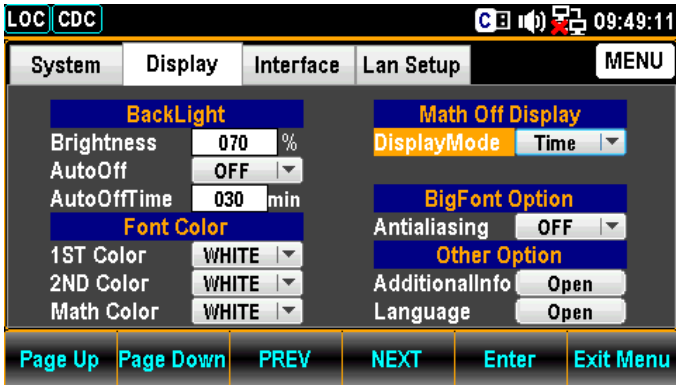 LOC CDC C 09:49:11
System Display Interface Lan Setup MENU
BackLight
Brightness 070 %
AutoOff OFF
AutoOffTime 030 min
Font Color
1ST Color WHITE
2ND Color WHITE
Math Color WHITE
Math Off Display
DisplayMode Time
BigFont Option
Antialiasing OFF
Other Option
AdditionalInfo Open
Language Open
Page Up Page Down PREV NEXT Enter Exit Menu